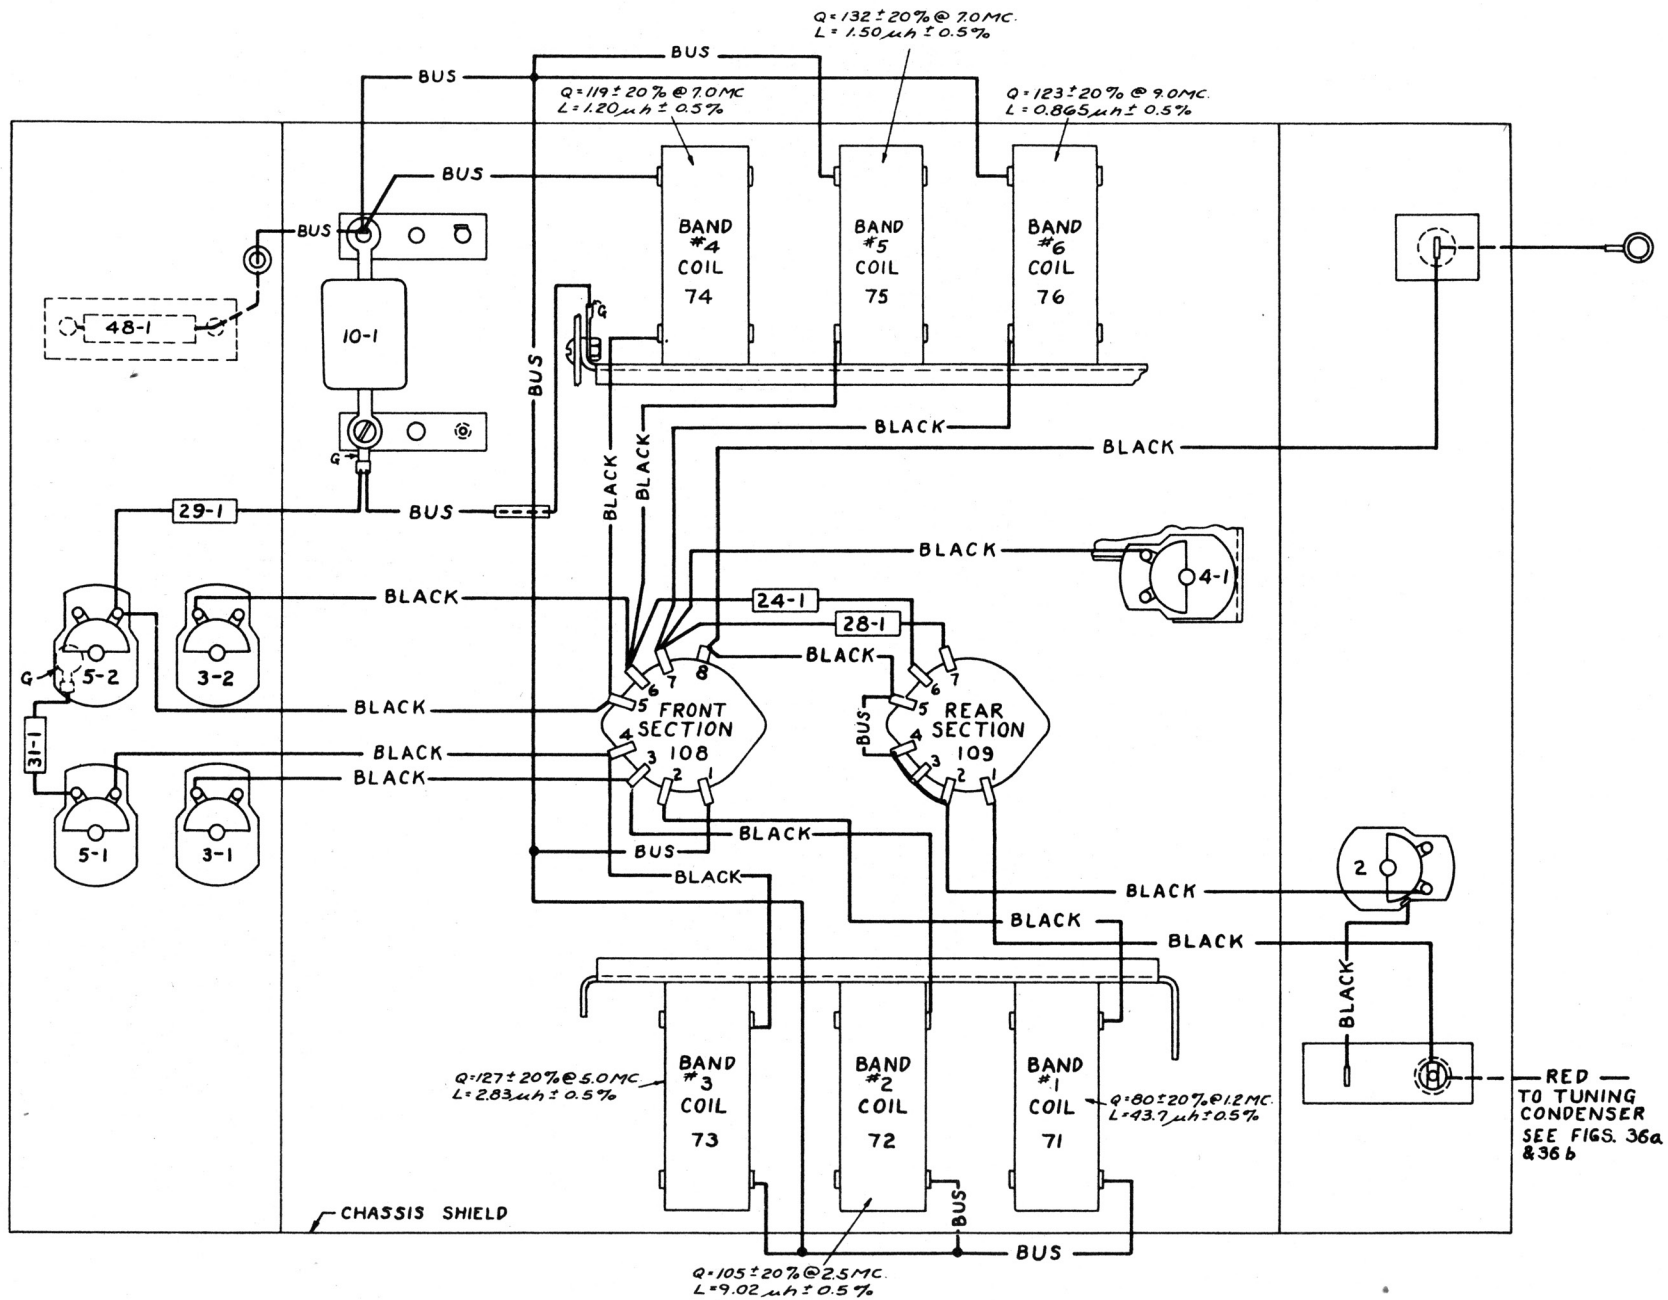 Q=132±20%@7.0MC.
L=1.50μh±0.5%
BUS
BUS
Q=119±20%@7.0MC
L=1.20μh±0.5%
Q=123±20%@9.0MC.
L=0.865μh±0.5%
BUS
BUS
BAND
#4
COIL
74
BAND
#5
COIL
75
BAND
#6
COIL
76
48-1
10-1
G
BUS
BLACK
BLACK
BLACK
BLACK
G
29-1
BUS
BLACK
4-1
BLACK
24-1
28-1
BLACK
5-2
G
3-2
BLACK
31-1
BLACK
BLACK
5-1
3-1
8
7
6
5
FRONT
SECTION
108
4
3
2
1
7
6
5
REAR
SECTION
109
4
3
2
1
BUS
BLACK
BUS
BLACK
2
BLACK
BLACK
BLACK
BLACK
BAND
#3
COIL
73
BAND
#2
COIL
72
BAND
#1
COIL
71
Q=127±20%@5.0MC
L=2.83μh±0.5%
Q=80±20%@1.2MC.
L=43.7μh±0.5%
RED
TO TUNING
CONDENSER
SEE FIGS. 36a
&36b
CHASSIS SHIELD
BUS
BUS
Q=105±20%@2.5MC.
L=9.02μh±0.5%